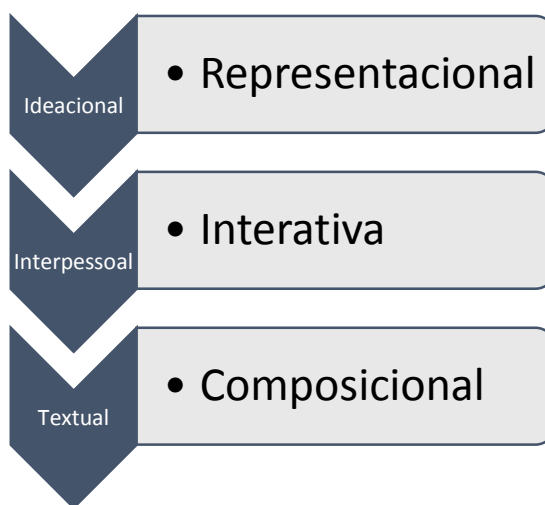 Ideacional
• Representacional
Interpessoal
• Interativa
Textual
• Composicional